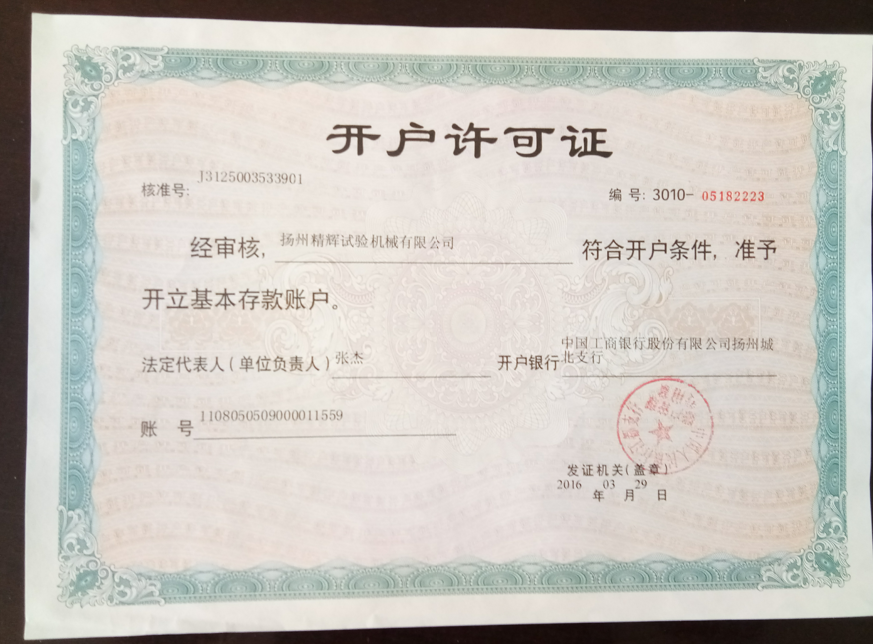 开户许可证
核准号: J3125003533901
编 号: 3010- 05182223
经审核, 扬州精辉试验机械有限公司 符合开户条件, 准予
开立基本存款账户。
法定代表人(单位负责人) 张杰 开户银行 中国工商银行股份有限公司扬州城
北支行
账 号 1108050509000011559
发证机关(盖章)
2016 03 29
年 月 日